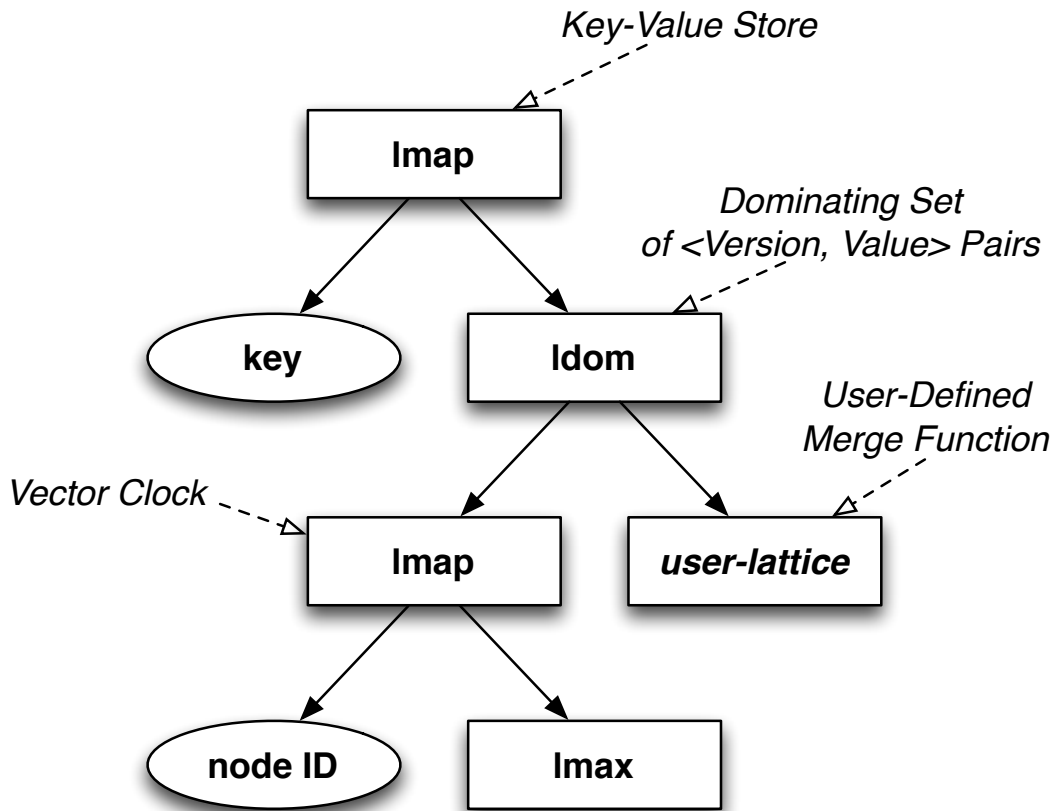 Key-Value Store
lmap
Dominating Set
of <Version, Value> Pairs
key
ldom
User-Defined
Merge Function
Vector Clock
lmap
user-lattice
node ID
lmax